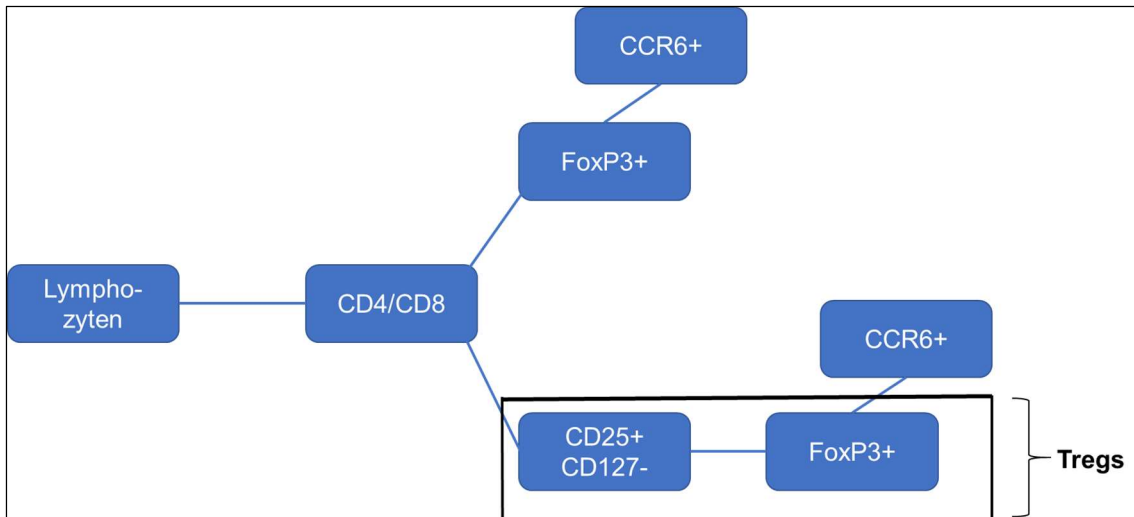 CCR6+
FoxP3+
Lympho-
zyten
CD4/CD8
CCR6+
CD25+
CD127-
FoxP3+
Tregs